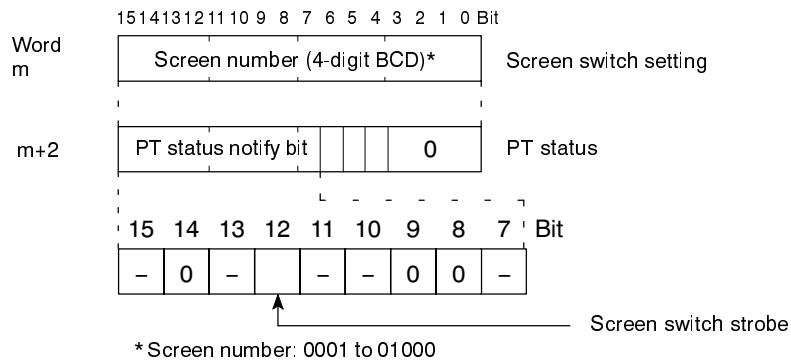 15 14 13 12 11 10 9 8 7 6 5 4 3 2 1 0 Bit
Word
m
Screen number (4-digit BCD)*
Screen switch setting
m+2
PT status notify bit
0
PT status
15 14 13 12 11 10 9 8 7 Bit
– 0 – – – 0 0 –
Screen switch strobe
* Screen number: 0001 to 01000